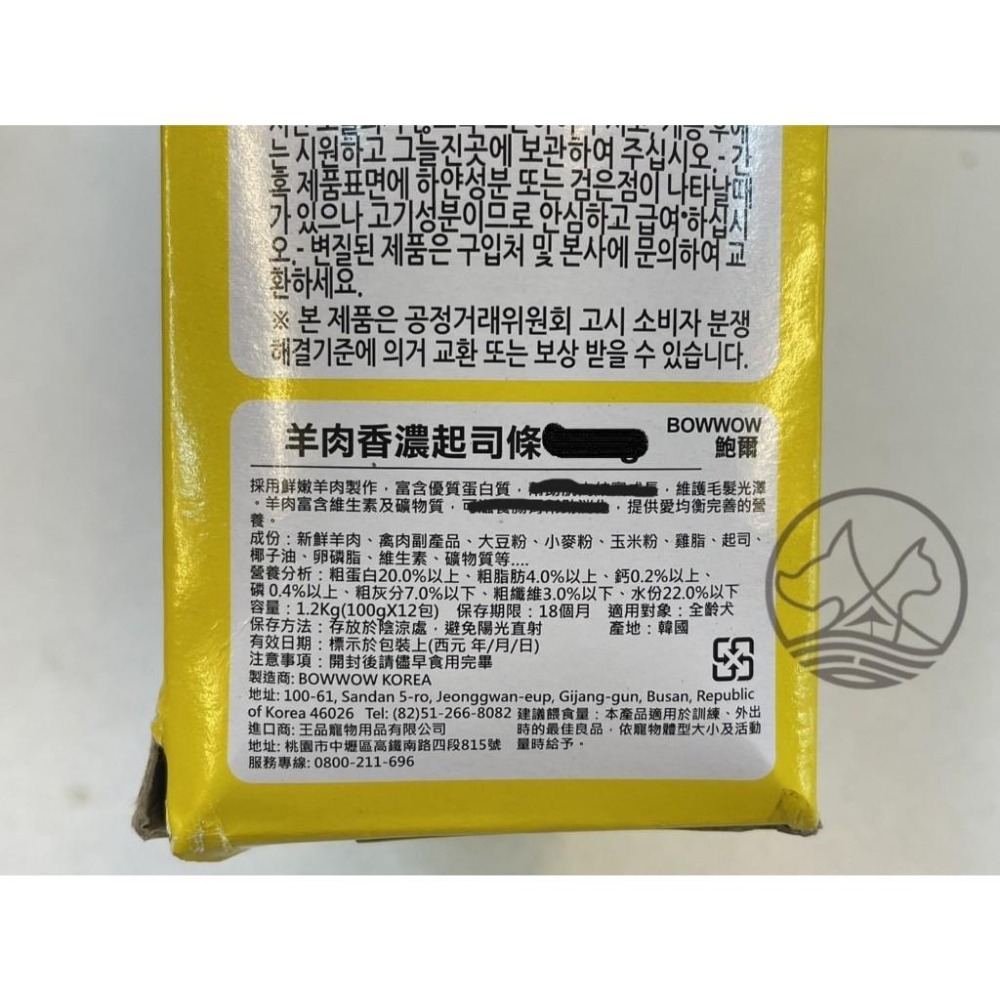 는 시원하고 그늘진곳에 보관하여 주십시오. - 간
혹 제품표면에 하얀성분 또는 검은점이 나타날때
가 있으나 고기성분이므로 안심하고 급여 하십시
오. - 변질된 제품은 구입처 및 본사에 문의하여 교
환하세요.
※ 본 제품은 공정거래위원회 고시 소비자 분쟁
해결기준에 의거 교환 또는 보상 받을 수 있습니다.
羊肉香濃起司條
BOWWOW
鮑爾
採用鮮嫩羊肉製作，富含優質蛋白質，維護毛髮光澤
。羊肉富含維生素及礦物質，提供愛均衡完善的營
養。
成份：新鮮羊肉、禽肉副產品、大豆粉、小麥粉、玉米粉、雞脂、起司、
椰子油、卵磷脂、維生素、礦物質等....
營養分析：粗蛋白20.0%以上、粗脂肪4.0%以上、鈣0.2%以上、
磷 0.4%以上、粗灰分7.0%以下、粗纖維3.0%以下、水份22.0%以下
容量：1.2Kg(100gX12包) 保存期限：18個月 適用對象：全齡犬
保存方法：存放於陰涼處，避免陽光直射 產地：韓國
有效日期：標示於包裝上(西元 年/月/日)
注意事項：開封後請儘早食用完畢
製造商: BOWWOW KOREA
地址: 100-61, Sandan 5-ro, Jeonggwan-eup, Gijang-gun, Busan, Republic
of Korea 46026 Tel: (82)51-266-8082
進口商: 王品寵物用品有限公司
地址: 桃園市中壢區高鐵南路四段815號
服務專線: 0800-211-696
建議餵食量：本產品適用於訓練、外出
時的最佳良品，依寵物體型大小及活動
量時給予。